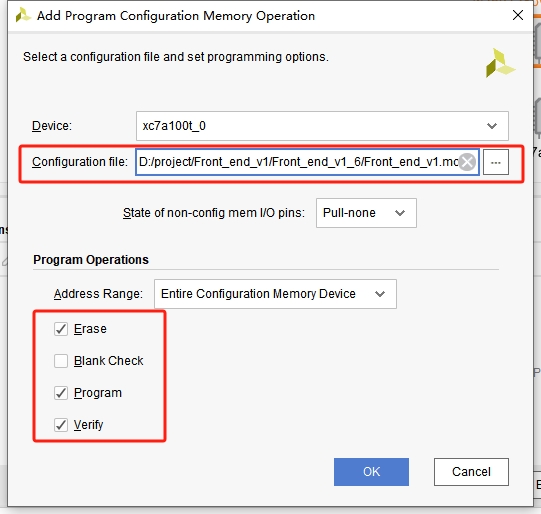 Add Program Configuration Memory Operation
Select a configuration file and set programming options.
Device: xc7a100t_0
Configuration file: D:/project/Front_end_v1/Front_end_v1_6/Front_end_v1.mc ...
State of non-config mem I/O pins: Pull-none
Program Operations
Address Range: Entire Configuration Memory Device
Erase
Blank Check
Program
Verify
OK Cancel